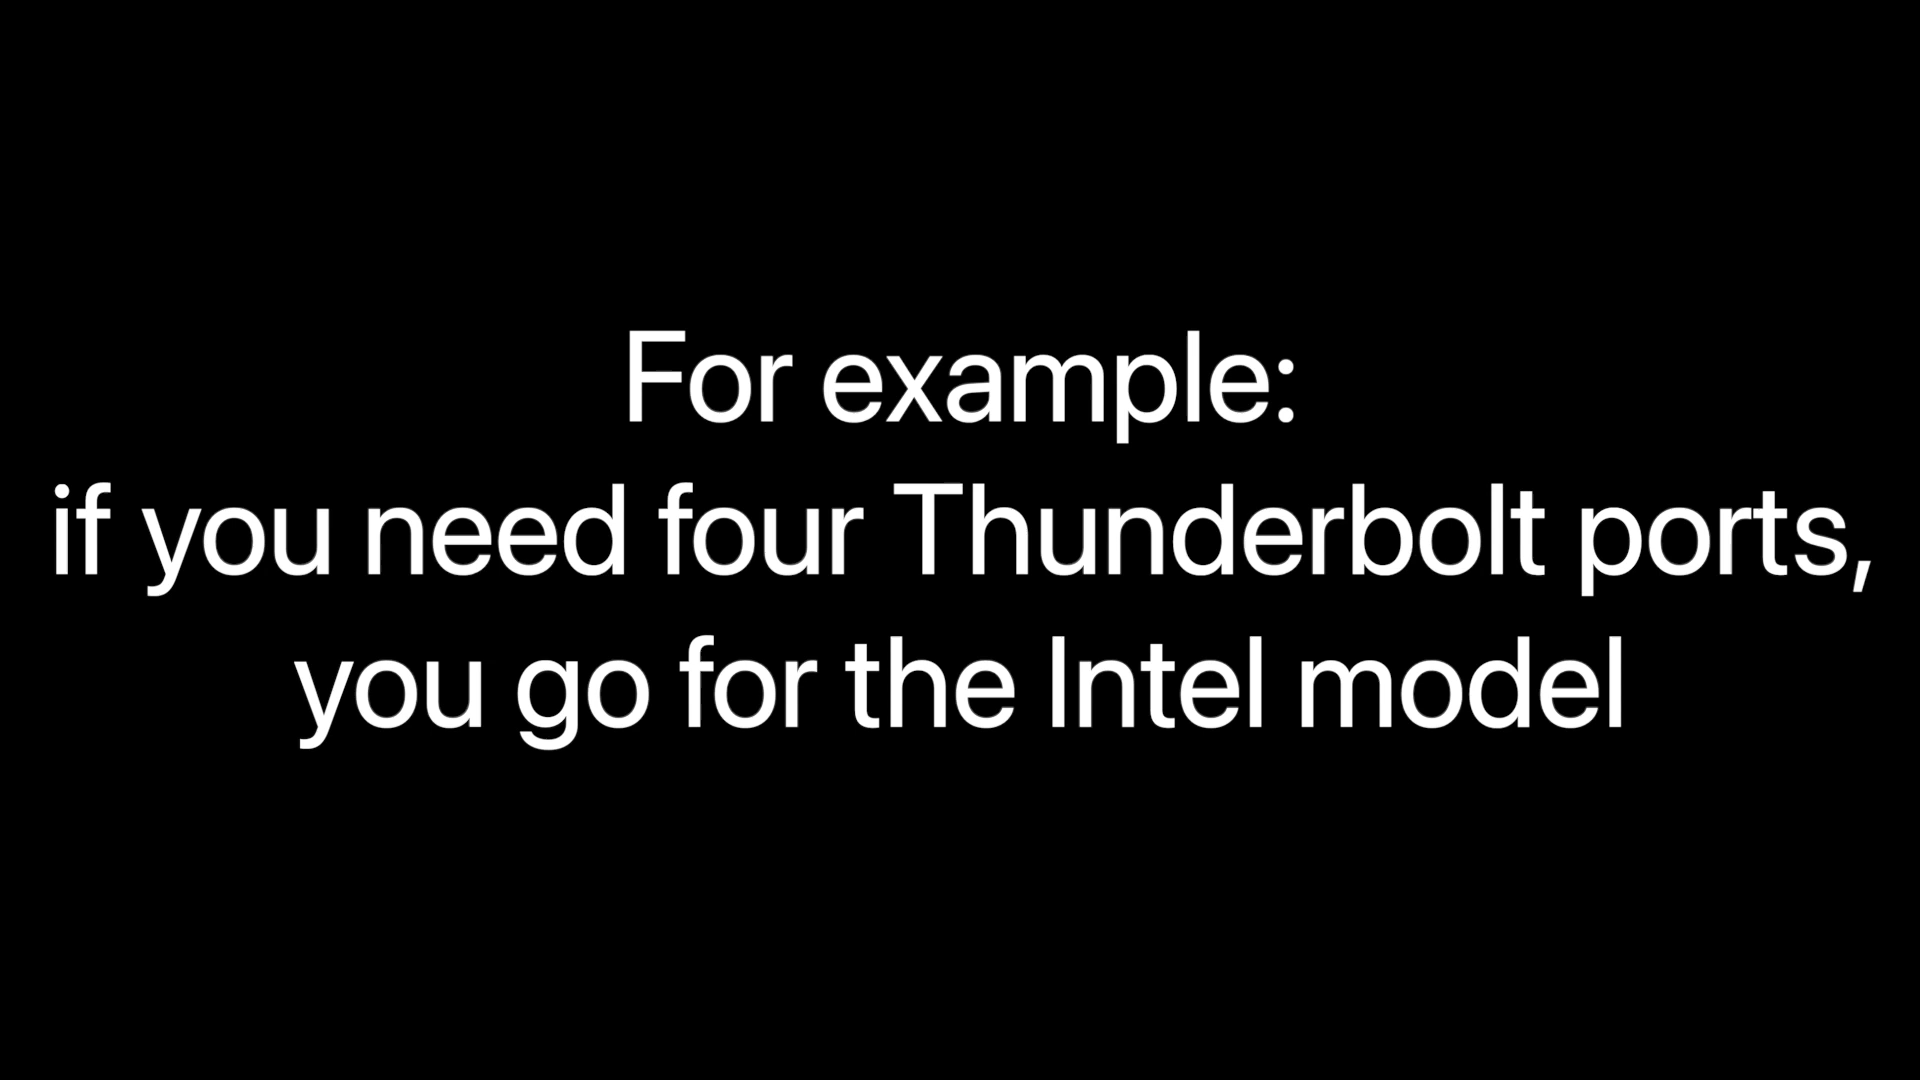 For example:
if you need four Thunderbolt ports,
you go for the Intel model